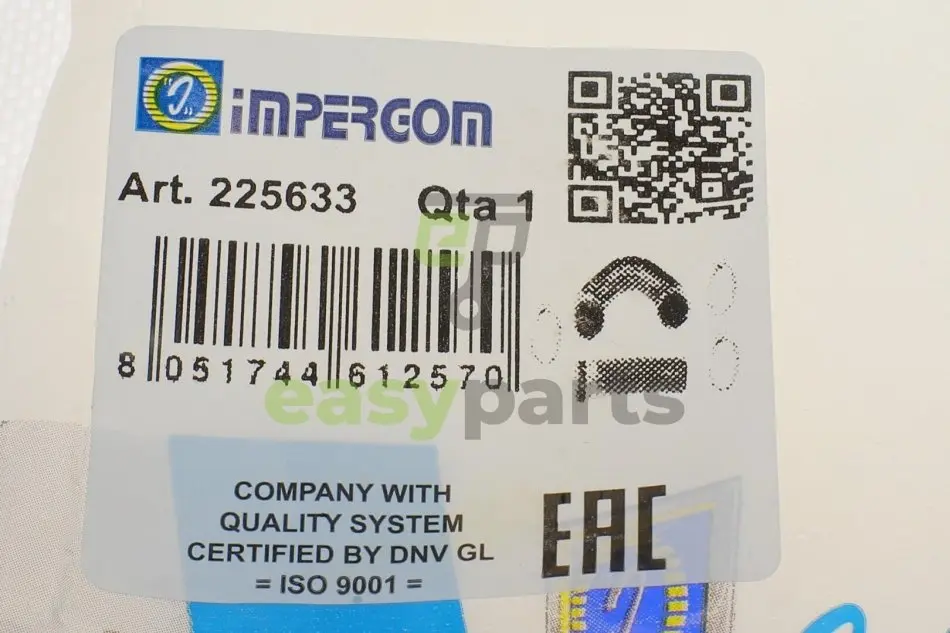 IMPERGOM
Art. 225633 Qta 1
8 051744 612570
easyparts
COMPANY WITH
QUALITY SYSTEM
CERTIFIED BY DNV GL
= ISO 9001 =
EAC